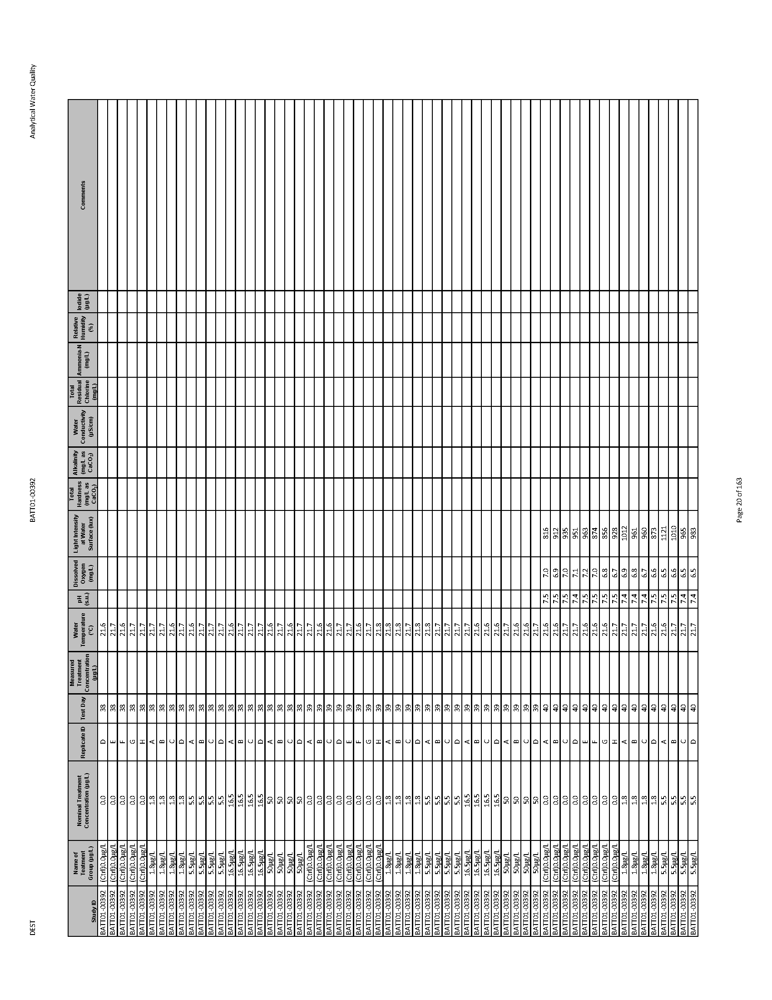 DEST BATT01-00392 Analytical Water Quality
Study ID Name of Teatment Group (µg/L) Nominal Treatment Concentration (µg/L) Replicate ID Test Day Measured Treatment Concentration (µg/L) Water Temperature (°C) pH (s.u.) Dissolved Oxygen (mg/L) Light Intensity at Water Surface (lux) Total Hardness (mg/L as CaCO₃) Alkalinity (mg/L as CaCO₃) Water Conductivity (µS/cm) Total Residual Chlorine (mg/L) Ammonia-N (mg/L) Relative Humidity (%) Iodide (µg/L) Comments
BATT01-00392 (Ctrl)0.0µg/L 0.0 D 38 21.6
BATT01-00392 (Ctrl)0.0µg/L 0.0 E 38 21.7
BATT01-00392 (Ctrl)0.0µg/L 0.0 F 38 21.6
BATT01-00392 (Ctrl)0.0µg/L 0.0 G 38 21.7
BATT01-00392 (Ctrl)0.0µg/L 0.0 H 38 21.7
BATT01-00392 1.8µg/L 1.8 A 38 21.7
BATT01-00392 1.8µg/L 1.8 B 38 21.7
BATT01-00392 1.8µg/L 1.8 C 38 21.6
BATT01-00392 1.8µg/L 1.8 D 38 21.7
BATT01-00392 5.5µg/L 5.5 A 38 21.6
BATT01-00392 5.5µg/L 5.5 B 38 21.7
BATT01-00392 5.5µg/L 5.5 C 38 21.7
BATT01-00392 5.5µg/L 5.5 D 38 21.7
BATT01-00392 16.5µg/L 16.5 A 38 21.6
BATT01-00392 16.5µg/L 16.5 B 38 21.7
BATT01-00392 16.5µg/L 16.5 C 38 21.7
BATT01-00392 16.5µg/L 16.5 D 38 21.7
BATT01-00392 50µg/L 50 A 38 21.6
BATT01-00392 50µg/L 50 B 38 21.7
BATT01-00392 50µg/L 50 C 38 21.6
BATT01-00392 50µg/L 50 D 38 21.7
BATT01-00392 (Ctrl)0.0µg/L 0.0 A 39 21.6
BATT01-00392 (Ctrl)0.0µg/L 0.0 B 39 21.7
BATT01-00392 (Ctrl)0.0µg/L 0.0 C 39 21.6
BATT01-00392 (Ctrl)0.0µg/L 0.0 D 39 21.7
BATT01-00392 (Ctrl)0.0µg/L 0.0 E 39 21.7
BATT01-00392 (Ctrl)0.0µg/L 0.0 F 39 21.6
BATT01-00392 (Ctrl)0.0µg/L 0.0 G 39 21.7
BATT01-00392 (Ctrl)0.0µg/L 0.0 H 39 21.8
BATT01-00392 1.8µg/L 1.8 A 39 21.8
BATT01-00392 1.8µg/L 1.8 B 39 21.8
BATT01-00392 1.8µg/L 1.8 C 39 21.7
BATT01-00392 1.8µg/L 1.8 D 39 21.8
BATT01-00392 5.5µg/L 5.5 A 39 21.8
BATT01-00392 5.5µg/L 5.5 B 39 21.7
BATT01-00392 5.5µg/L 5.5 C 39 21.7
BATT01-00392 5.5µg/L 5.5 D 39 21.7
BATT01-00392 16.5µg/L 16.5 A 39 21.7
BATT01-00392 16.5µg/L 16.5 B 39 21.6
BATT01-00392 16.5µg/L 16.5 C 39 21.6
BATT01-00392 16.5µg/L 16.5 D 39 21.6
BATT01-00392 50µg/L 50 A 39 21.7
BATT01-00392 50µg/L 50 B 39 21.6
BATT01-00392 50µg/L 50 C 39 21.6
BATT01-00392 50µg/L 50 D 39 21.7
BATT01-00392 (Ctrl)0.0µg/L 0.0 A 40 21.6 7.5 7.0 816
BATT01-00392 (Ctrl)0.0µg/L 0.0 B 40 21.6 7.5 6.9 912
BATT01-00392 (Ctrl)0.0µg/L 0.0 C 40 21.7 7.5 7.0 935
BATT01-00392 (Ctrl)0.0µg/L 0.0 D 40 21.7 7.4 7.1 951
BATT01-00392 (Ctrl)0.0µg/L 0.0 E 40 21.6 7.5 7.2 963
BATT01-00392 (Ctrl)0.0µg/L 0.0 F 40 21.6 7.5 7.0 874
BATT01-00392 (Ctrl)0.0µg/L 0.0 G 40 21.6 7.5 6.8 856
BATT01-00392 (Ctrl)0.0µg/L 0.0 H 40 21.7 7.5 6.7 928
BATT01-00392 1.8µg/L 1.8 A 40 21.7 7.4 6.9 1012
BATT01-00392 1.8µg/L 1.8 B 40 21.7 7.4 6.8 961
BATT01-00392 1.8µg/L 1.8 C 40 21.7 7.4 6.7 960
BATT01-00392 1.8µg/L 1.8 D 40 21.6 7.5 6.6 873
BATT01-00392 5.5µg/L 5.5 A 40 21.6 7.5 6.5 1121
BATT01-00392 5.5µg/L 5.5 B 40 21.7 7.5 6.6 1010
BATT01-00392 5.5µg/L 5.5 C 40 21.7 7.4 6.5 965
BATT01-00392 5.5µg/L 5.5 D 40 21.7 7.4 6.5 983
Page 20 of 163